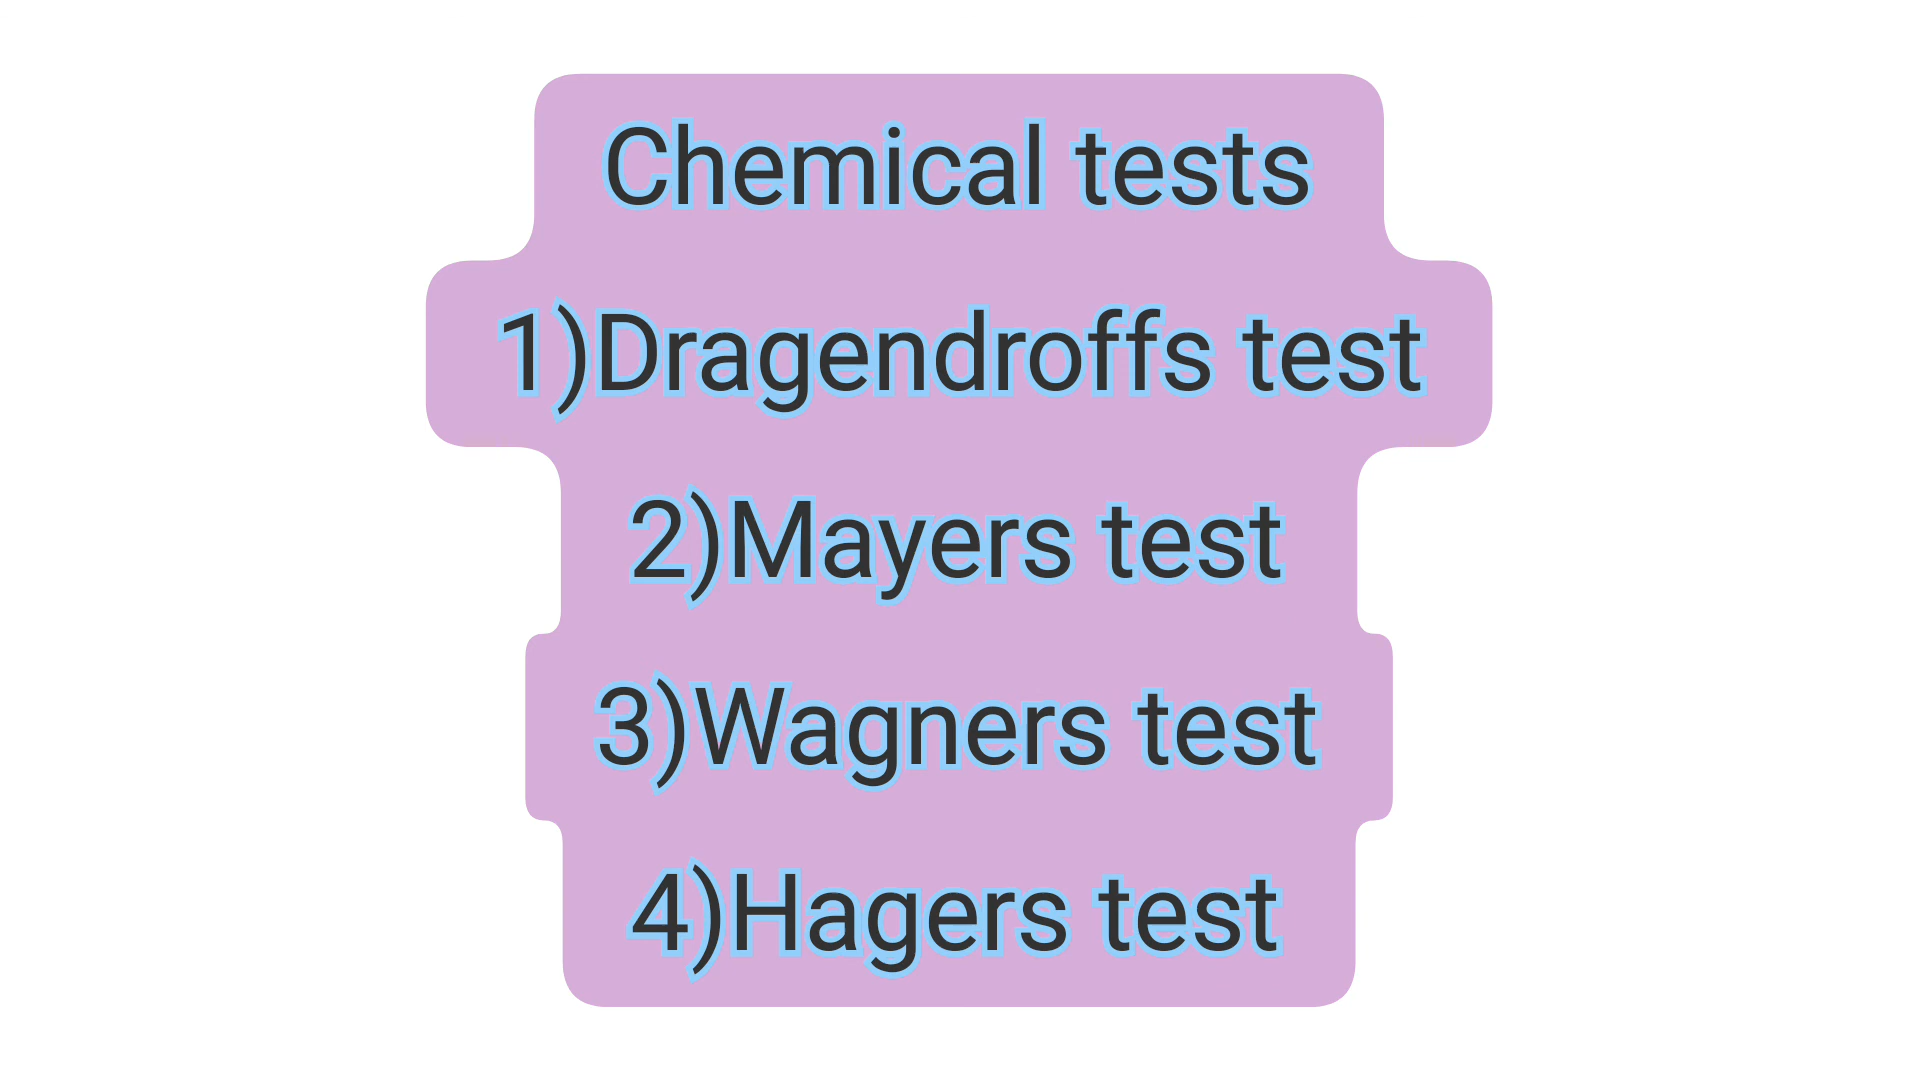 Chemical tests
1)Dragendroffs test
2)Mayers test
3)Wagners test
4)Hagers test